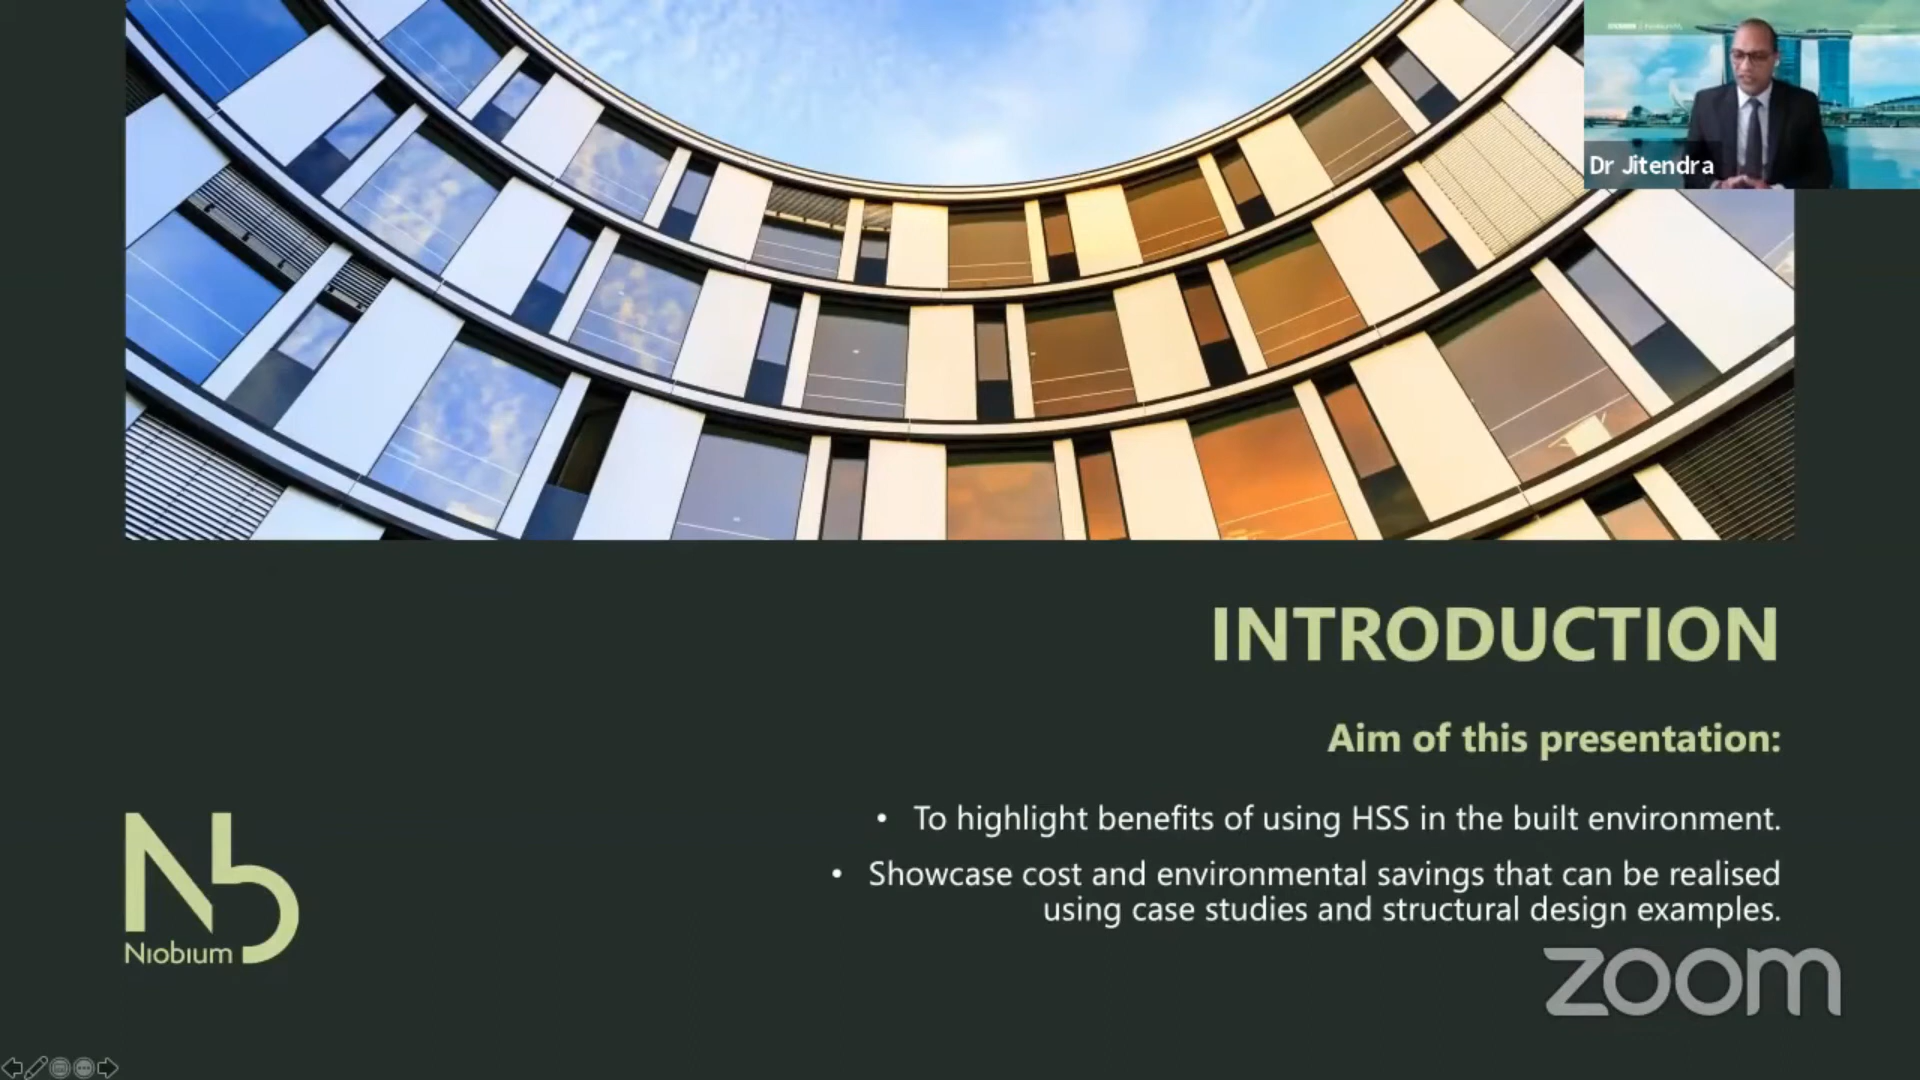 Dr Jitendra
INTRODUCTION
Aim of this presentation:
• To highlight benefits of using HSS in the built environment.
• Showcase cost and environmental savings that can be realised
using case studies and structural design examples.
Nb
Niobium
zoom